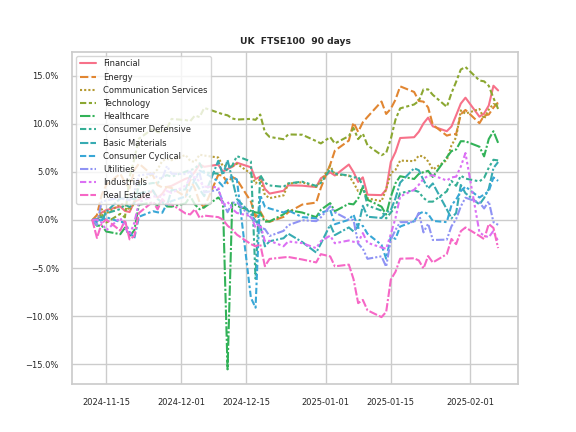 UK  FTSE100  90 days
Financial
Energy
Communication Services
Technology
Healthcare
Consumer Defensive
Basic Materials
Consumer Cyclical
Utilities
Industrials
Real Estate
15.0%
10.0%
5.0%
0.0%
−5.0%
−10.0%
−15.0%
2024-11-15 2024-12-01 2024-12-15 2025-01-01 2025-01-15 2025-02-01